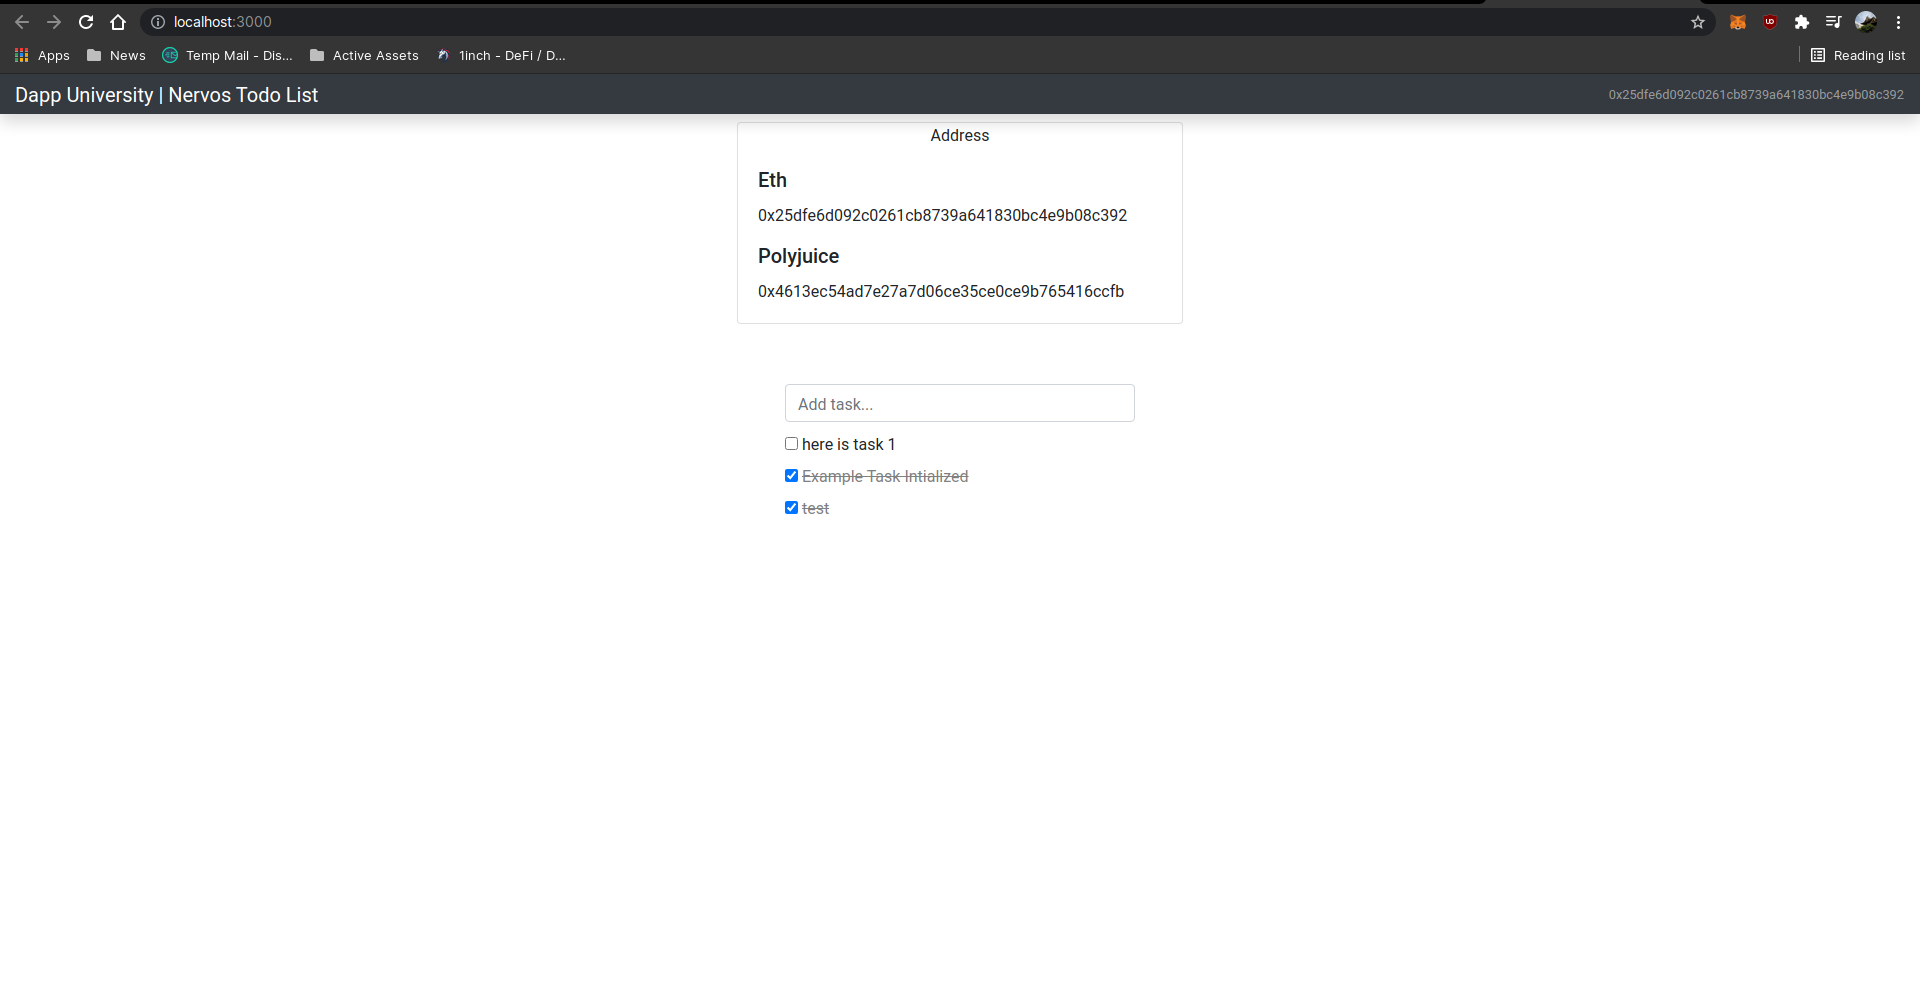 localhost:3000
Apps News Temp Mail - Dis... Active Assets 1inch - DeFi / D... Reading list
Dapp University | Nervos Todo List 0x25dfe6d092c0261cb8739a641830bc4e9b08c392
Address
Eth
0x25dfe6d092c0261cb8739a641830bc4e9b08c392
Polyjuice
0x4613ec54ad7e27a7d06ce35ce0ce9b765416ccfb
Add task...
here is task 1
Example Task Intialized
test